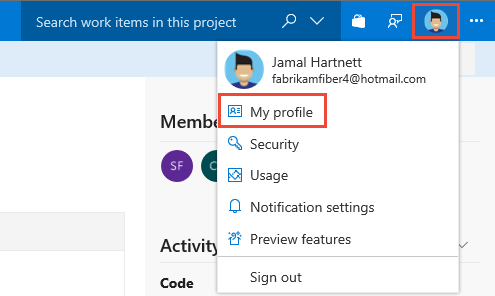 Search work items in this project
Jamal Hartnett
fabrikamfiber4@hotmail.com
My profile
Security
Usage
Notification settings
Preview features
Sign out
Membe
SF
C
Activity
Code